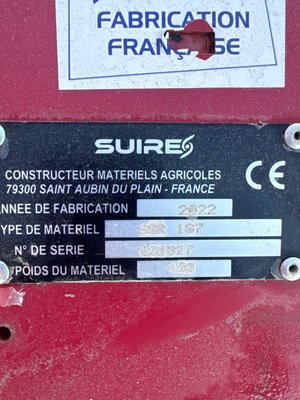 FABRICATION
FRANÇAISE
SUIRE
CONSTRUCTEUR MATERIELS AGRICOLES
79300 SAINT AUBIN DU PLAIN - FRANCE
CE
ANNEE DE FABRICATION 2022
TYPE DE MATERIEL 167
N° DE SERIE
POIDS DU MATERIEL